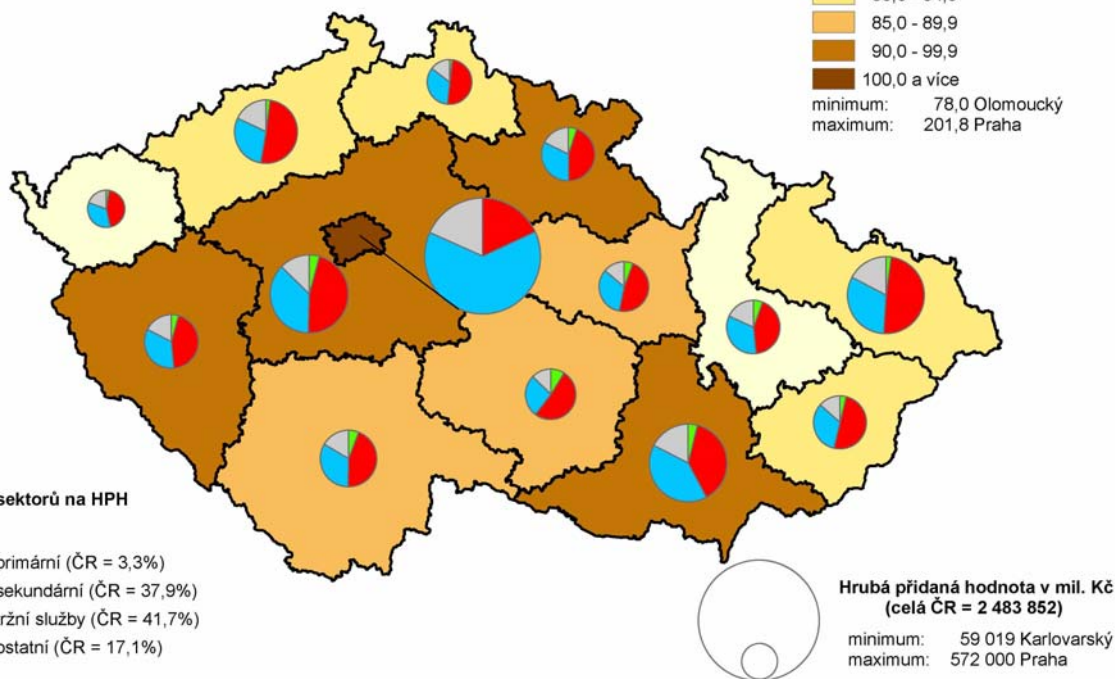 85,0 - 89,9
90,0 - 99,9
100,0 a více
minimum: 78,0 Olomoucký
maximum: 201,8 Praha
sektorů na HPH
primární (ČR = 3,3%)
sekundární (ČR = 37,9%)
tržní služby (ČR = 41,7%)
ostatní (ČR = 17,1%)
Hrubá přidaná hodnota v mil. Kč
(celá ČR = 2 483 852)
minimum: 59 019 Karlovarský
maximum: 572 000 Praha